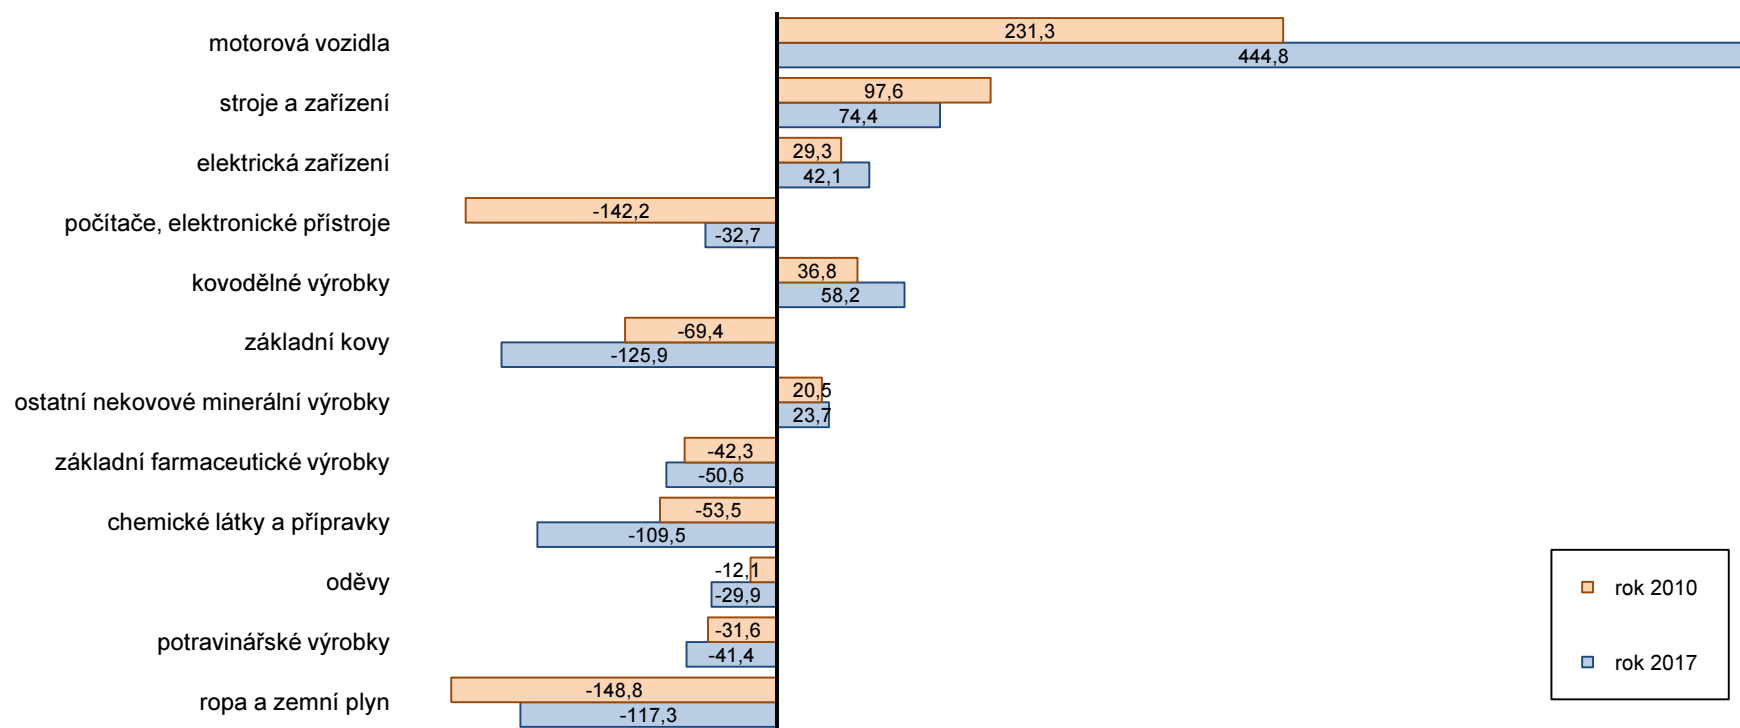 motorová vozidla
231,3
444,8
stroje a zařízení
97,6
74,4
elektrická zařízení
29,3
42,1
počítače, elektronické přístroje
-142,2
-32,7
kovodělné výrobky
36,8
58,2
základní kovy
-69,4
-125,9
ostatní nekovové minerální výrobky
20,5
23,7
základní farmaceutické výrobky
-42,3
-50,6
chemické látky a přípravky
-53,5
-109,5
oděvy
-12,1
-29,9
potravinářské výrobky
-31,6
-41,4
ropa a zemní plyn
-148,8
-117,3
rok 2010
rok 2017